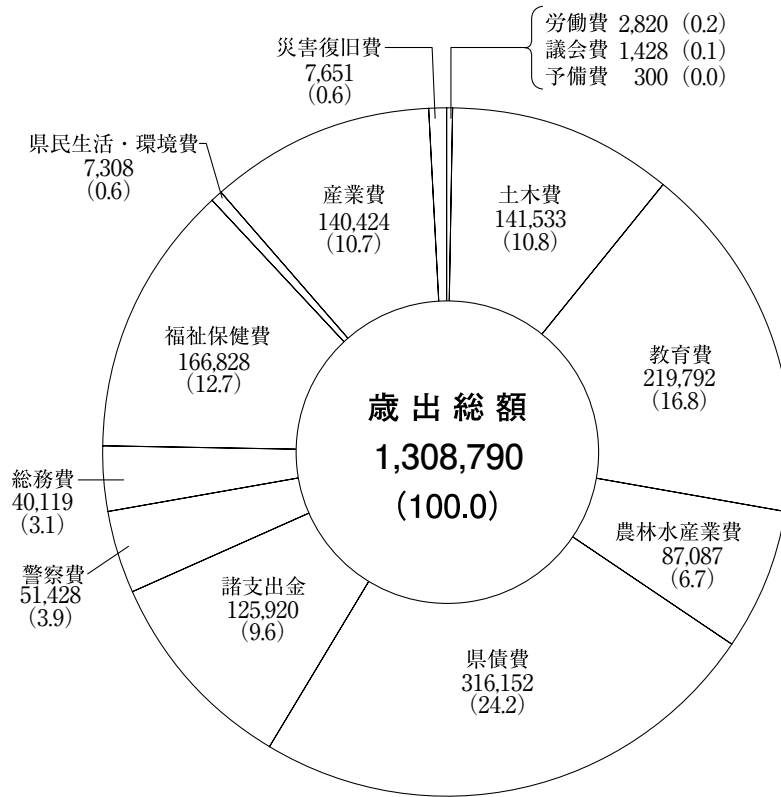 労働費 2,820 (0.2)
議会費 1,428 (0.1)
予備費 300 (0.0)
災害復旧費
7,651
(0.6)
県民生活・環境費
7,308
(0.6)
産業費
140,424
(10.7)
土木費
141,533
(10.8)
福祉保健費
166,828
(12.7)
教育費
219,792
(16.8)
歳出総額
1,308,790
(100.0)
総務費
40,119
(3.1)
農林水産業費
87,087
(6.7)
警察費
51,428
(3.9)
諸支出金
125,920
(9.6)
県債費
316,152
(24.2)